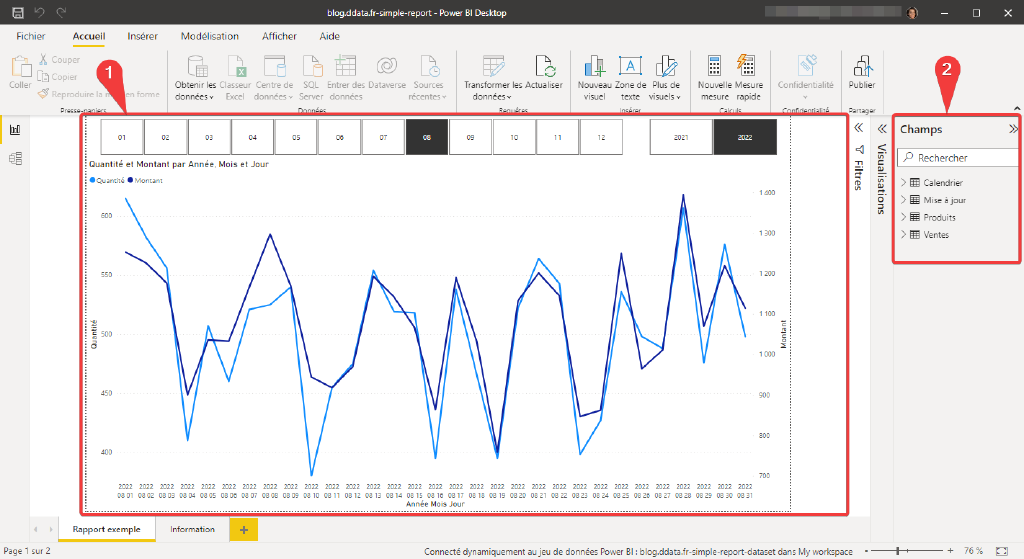 blog.ddata.fr-simple-report - Power BI Desktop
Fichier Accueil Insérer Modélisation Afficher Aide
Coller
Couper
Copier
Reproduire la mise en forme
Presse-papiers
Obtenir les données
Classeur Excel
Centre de données
SQL Server
Entrer des données
Dataverse
Sources récentes
Données
Transformer les données
Actualiser
Requêtes
Nouveau visuel
Zone de texte
Plus de visuels
Insérer
Nouvelle mesure
Mesure rapide
Calculs
Confidentialité
Confidentialité
Publier
Partager
1
2
01 02 03 04 05 06 07 08 09 10 11 12 2021 2022
Quantité et Montant par Année, Mois et Jour
Quantité Montant
600
550
500
450
400
Quantité
1 400
1 300
1 200
1 100
1 000
900
800
700
Montant
2022 2022 2022 2022 2022 2022 2022 2022 2022 2022 2022 2022 2022 2022 2022 2022 2022 2022 2022 2022 2022 2022 2022 2022 2022 2022 2022 2022 2022 2022 2022
08 01 08 02 08 03 08 04 08 05 08 06 08 07 08 08 08 09 08 10 08 11 08 12 08 13 08 14 08 15 08 16 08 17 08 18 08 19 08 20 08 21 08 22 08 23 08 24 08 25 08 26 08 27 08 28 08 29 08 30 08 31
Année Mois Jour
Filtres
Visualisations
Champs
Rechercher
Calendrier
Mise à jour
Produits
Ventes
Rapport exemple Information +
Page 1 sur 2
Connecté dynamiquement au jeu de données Power BI : blog.ddata.fr-simple-report-dataset dans My workspace
- + 76 %